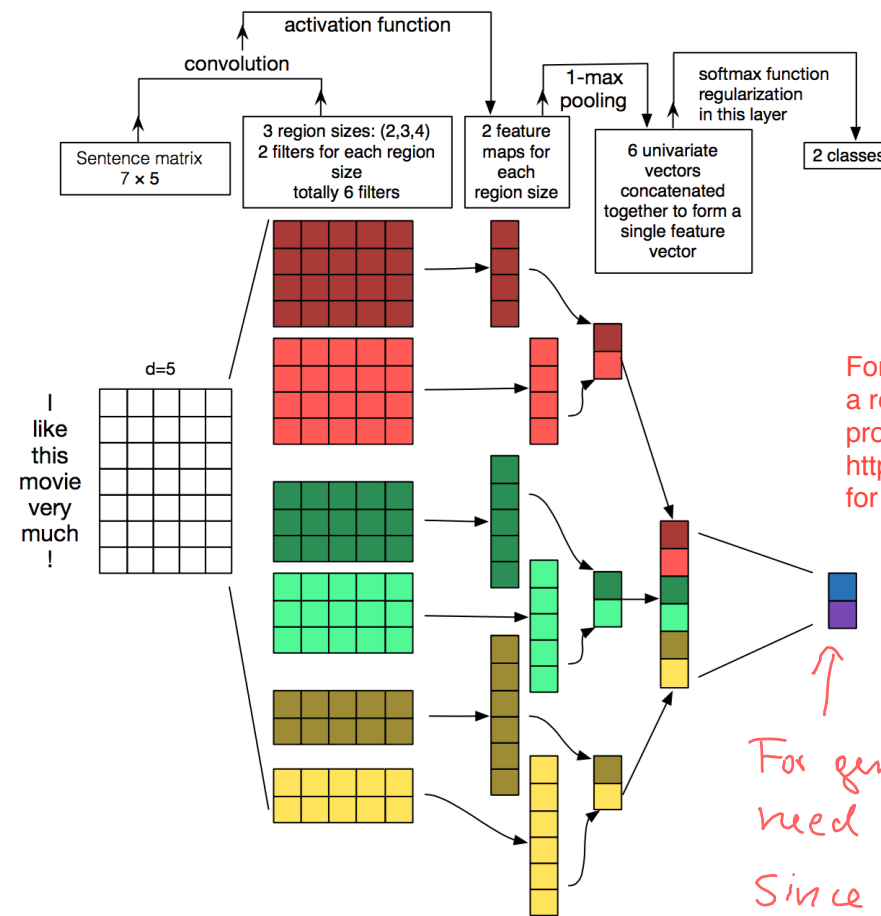 activation function
convolution
1-max
pooling
softmax function
regularization
in this layer
Sentence matrix
7 × 5
3 region sizes: (2,3,4)
2 filters for each region
size
totally 6 filters
2 feature
maps for
each
region size
6 univariate
vectors
concatenated
together to form a
single feature
vector
2 classes
d=5
I
like
this
movie
very
much
!
For
a re
pro
http
for
For gen
need
Since